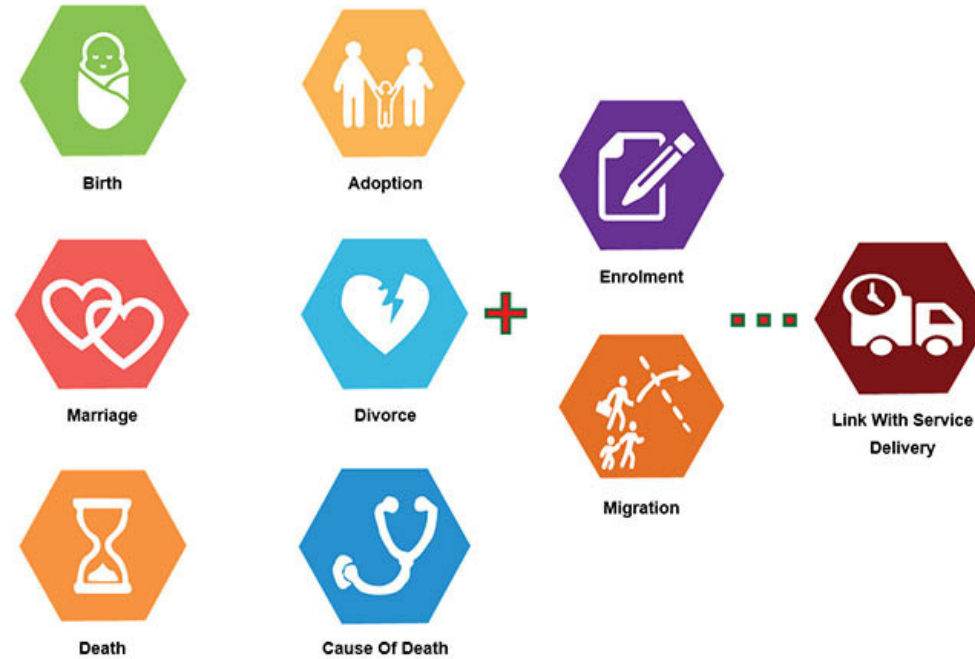 Birth
Adoption
Enrolment
Marriage
Divorce
Link With Service
Delivery
Migration
Death
Cause Of Death